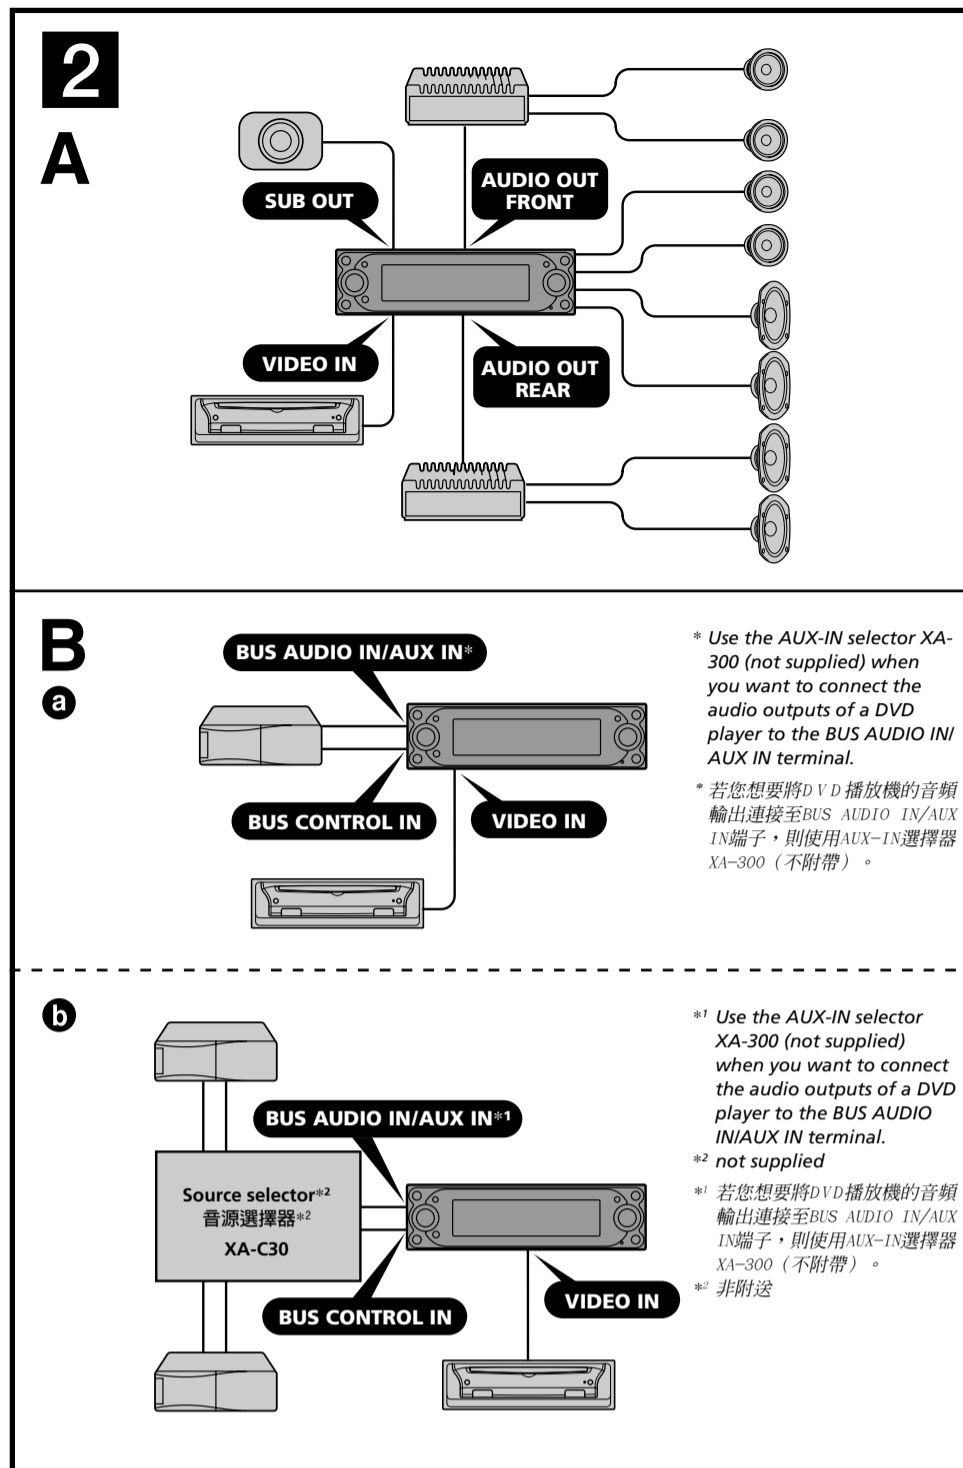 2
A
SUB OUT
AUDIO OUT
FRONT
VIDEO IN
AUDIO OUT
REAR
B
a
BUS AUDIO IN/AUX IN*
BUS CONTROL IN
VIDEO IN
* Use the AUX-IN selector XA-
300 (not supplied) when
you want to connect the
audio outputs of a DVD
player to the BUS AUDIO IN/
AUX IN terminal.
* 若您想要將DVD播放機的音頻
輸出連接至BUS AUDIO IN/AUX
IN端子，則使用AUX-IN選擇器
XA-300（不附帶）。
b
BUS AUDIO IN/AUX IN*1
Source selector*2
音源選擇器*2
XA-C30
BUS CONTROL IN
VIDEO IN
*1 Use the AUX-IN selector
XA-300 (not supplied)
when you want to connect
the audio outputs of a DVD
player to the BUS AUDIO
IN/AUX IN terminal.
*2 not supplied
*1 若您想要將DVD播放機的音頻
輸出連接至BUS AUDIO IN/AUX
IN端子，則使用AUX-IN選擇器
XA-300（不附帶）。
*2 非附送